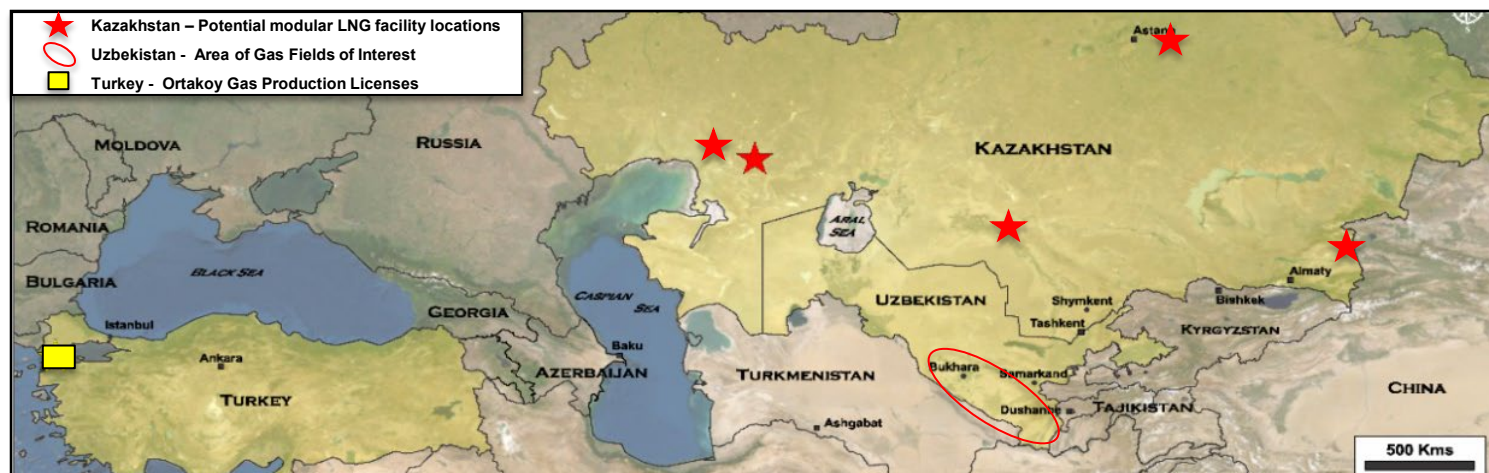 Kazakhstan – Potential modular LNG facility locations
Uzbekistan - Area of Gas Fields of Interest
Turkey - Ortakoy Gas Production Licenses
Astana
MOLDOVA
RUSSIA
KAZAKHSTAN
ROMANIA
ARAL
SEA
BULGARIA
BLACK SEA
CASPIAN
SEA
Almaty
Bishkek
UZBEKISTAN
Shymkent
GEORGIA
Istanbul
Tashkent
KYRGYZSTAN
Baku
Ankara
AZERBAIJAN
TURKMENISTAN
Bukhara
Samarkand
CHINA
TURKEY
Dushanbe
TAJIKISTAN
Ashgabat
500 Kms